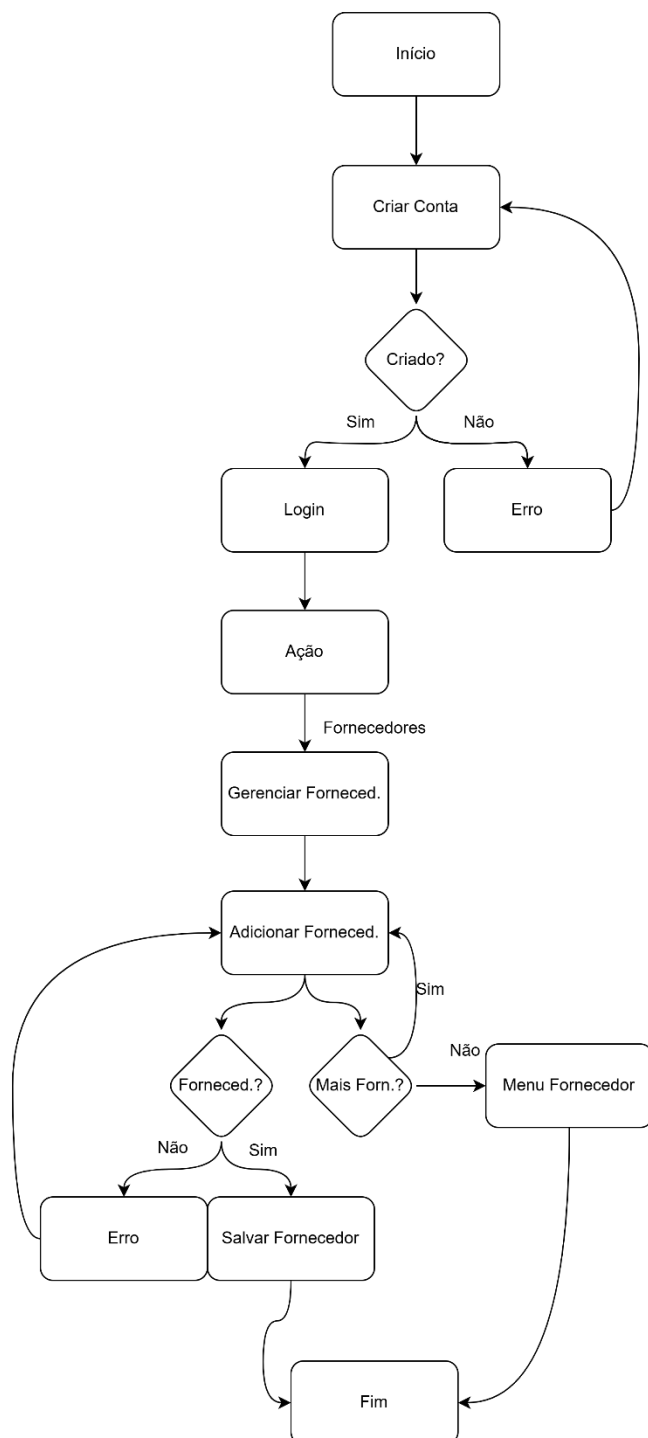 Início
Criar Conta
Criado?
Sim
Não
Login
Erro
Ação
Fornecedores
Gerenciar Forneced.
Adicionar Forneced.
Sim
Forneced.?
Mais Forn.?
Não
Menu Fornecedor
Não
Sim
Erro
Salvar Fornecedor
Fim